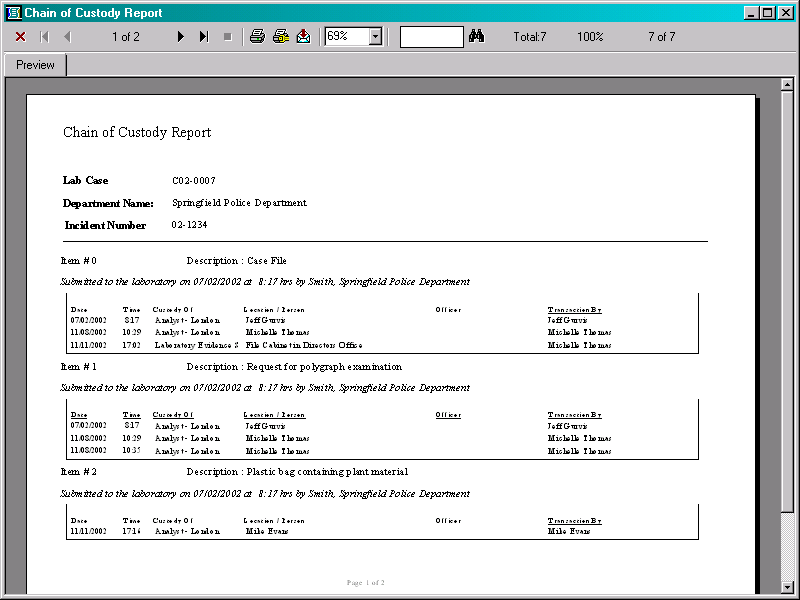 Chain of Custody Report
1 of 2 69% Total:7 100% 7 of 7
Preview
Chain of Custody Report
Lab Case C02-0007
Department Name: Springfield Police Department
Incident Number 02-1234
Item # 0 Description : Case File
Submitted to the laboratory on 07/02/2002 at 8:17 hrs by Smith, Springfield Police Department
Date Time Custody Of Location / Person Officer Transaction By
07/02/2002 8:17 Analyst - London Jeff Gurvis Jeff Gurvis
11/08/2002 10:29 Analyst - London Michelle Thomas Michelle Thomas
11/11/2002 17:02 Laboratory Evidence S File Cabinet in Directors Office Michelle Thomas
Item # 1 Description : Request for polygraph examination
Submitted to the laboratory on 07/02/2002 at 8:17 hrs by Smith, Springfield Police Department
Date Time Custody Of Location / Person Officer Transaction By
07/02/2002 8:17 Analyst - London Jeff Gurvis Jeff Gurvis
11/08/2002 10:29 Analyst - London Michelle Thomas Michelle Thomas
11/08/2002 10:35 Analyst - London Michelle Thomas Michelle Thomas
Item # 2 Description : Plastic bag containing plant material
Submitted to the laboratory on 07/02/2002 at 8:17 hrs by Smith, Springfield Police Department
Date Time Custody Of Location / Person Officer Transaction By
11/11/2002 17:16 Analyst - London Mike Evans Mike Evans
Page 1 of 2